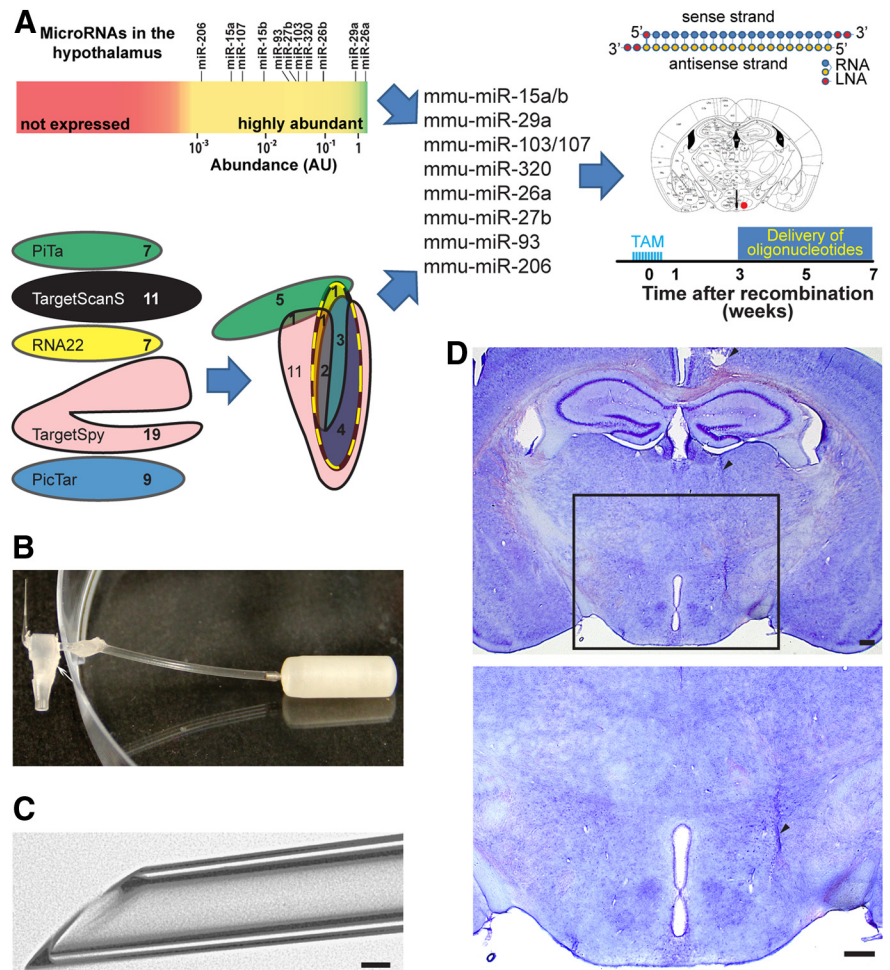 A
MicroRNAs in the
hypothalamus
miR-206
miR-15a
miR-107
miR-15b
miR-93
miR-27b
miR-103
miR-320
miR-26b
miR-29a
miR-26a
not expressed
highly abundant
10-3
10-2
10-1
1
Abundance (AU)
mmu-miR-15a/b
mmu-miR-29a
mmu-miR-103/107
mmu-miR-320
mmu-miR-26a
mmu-miR-27b
mmu-miR-93
mmu-miR-206
sense strand
5'
3'
3'
5'
antisense strand
RNA
LNA
TAM
Delivery of
oligonucleotides
0 1 3 5 7
Time after recombination
(weeks)
PiTa 7
TargetScanS 11
RNA22 7
TargetSpy 19
PicTar 9
5
1
1
3
11
2
4
B
C
D